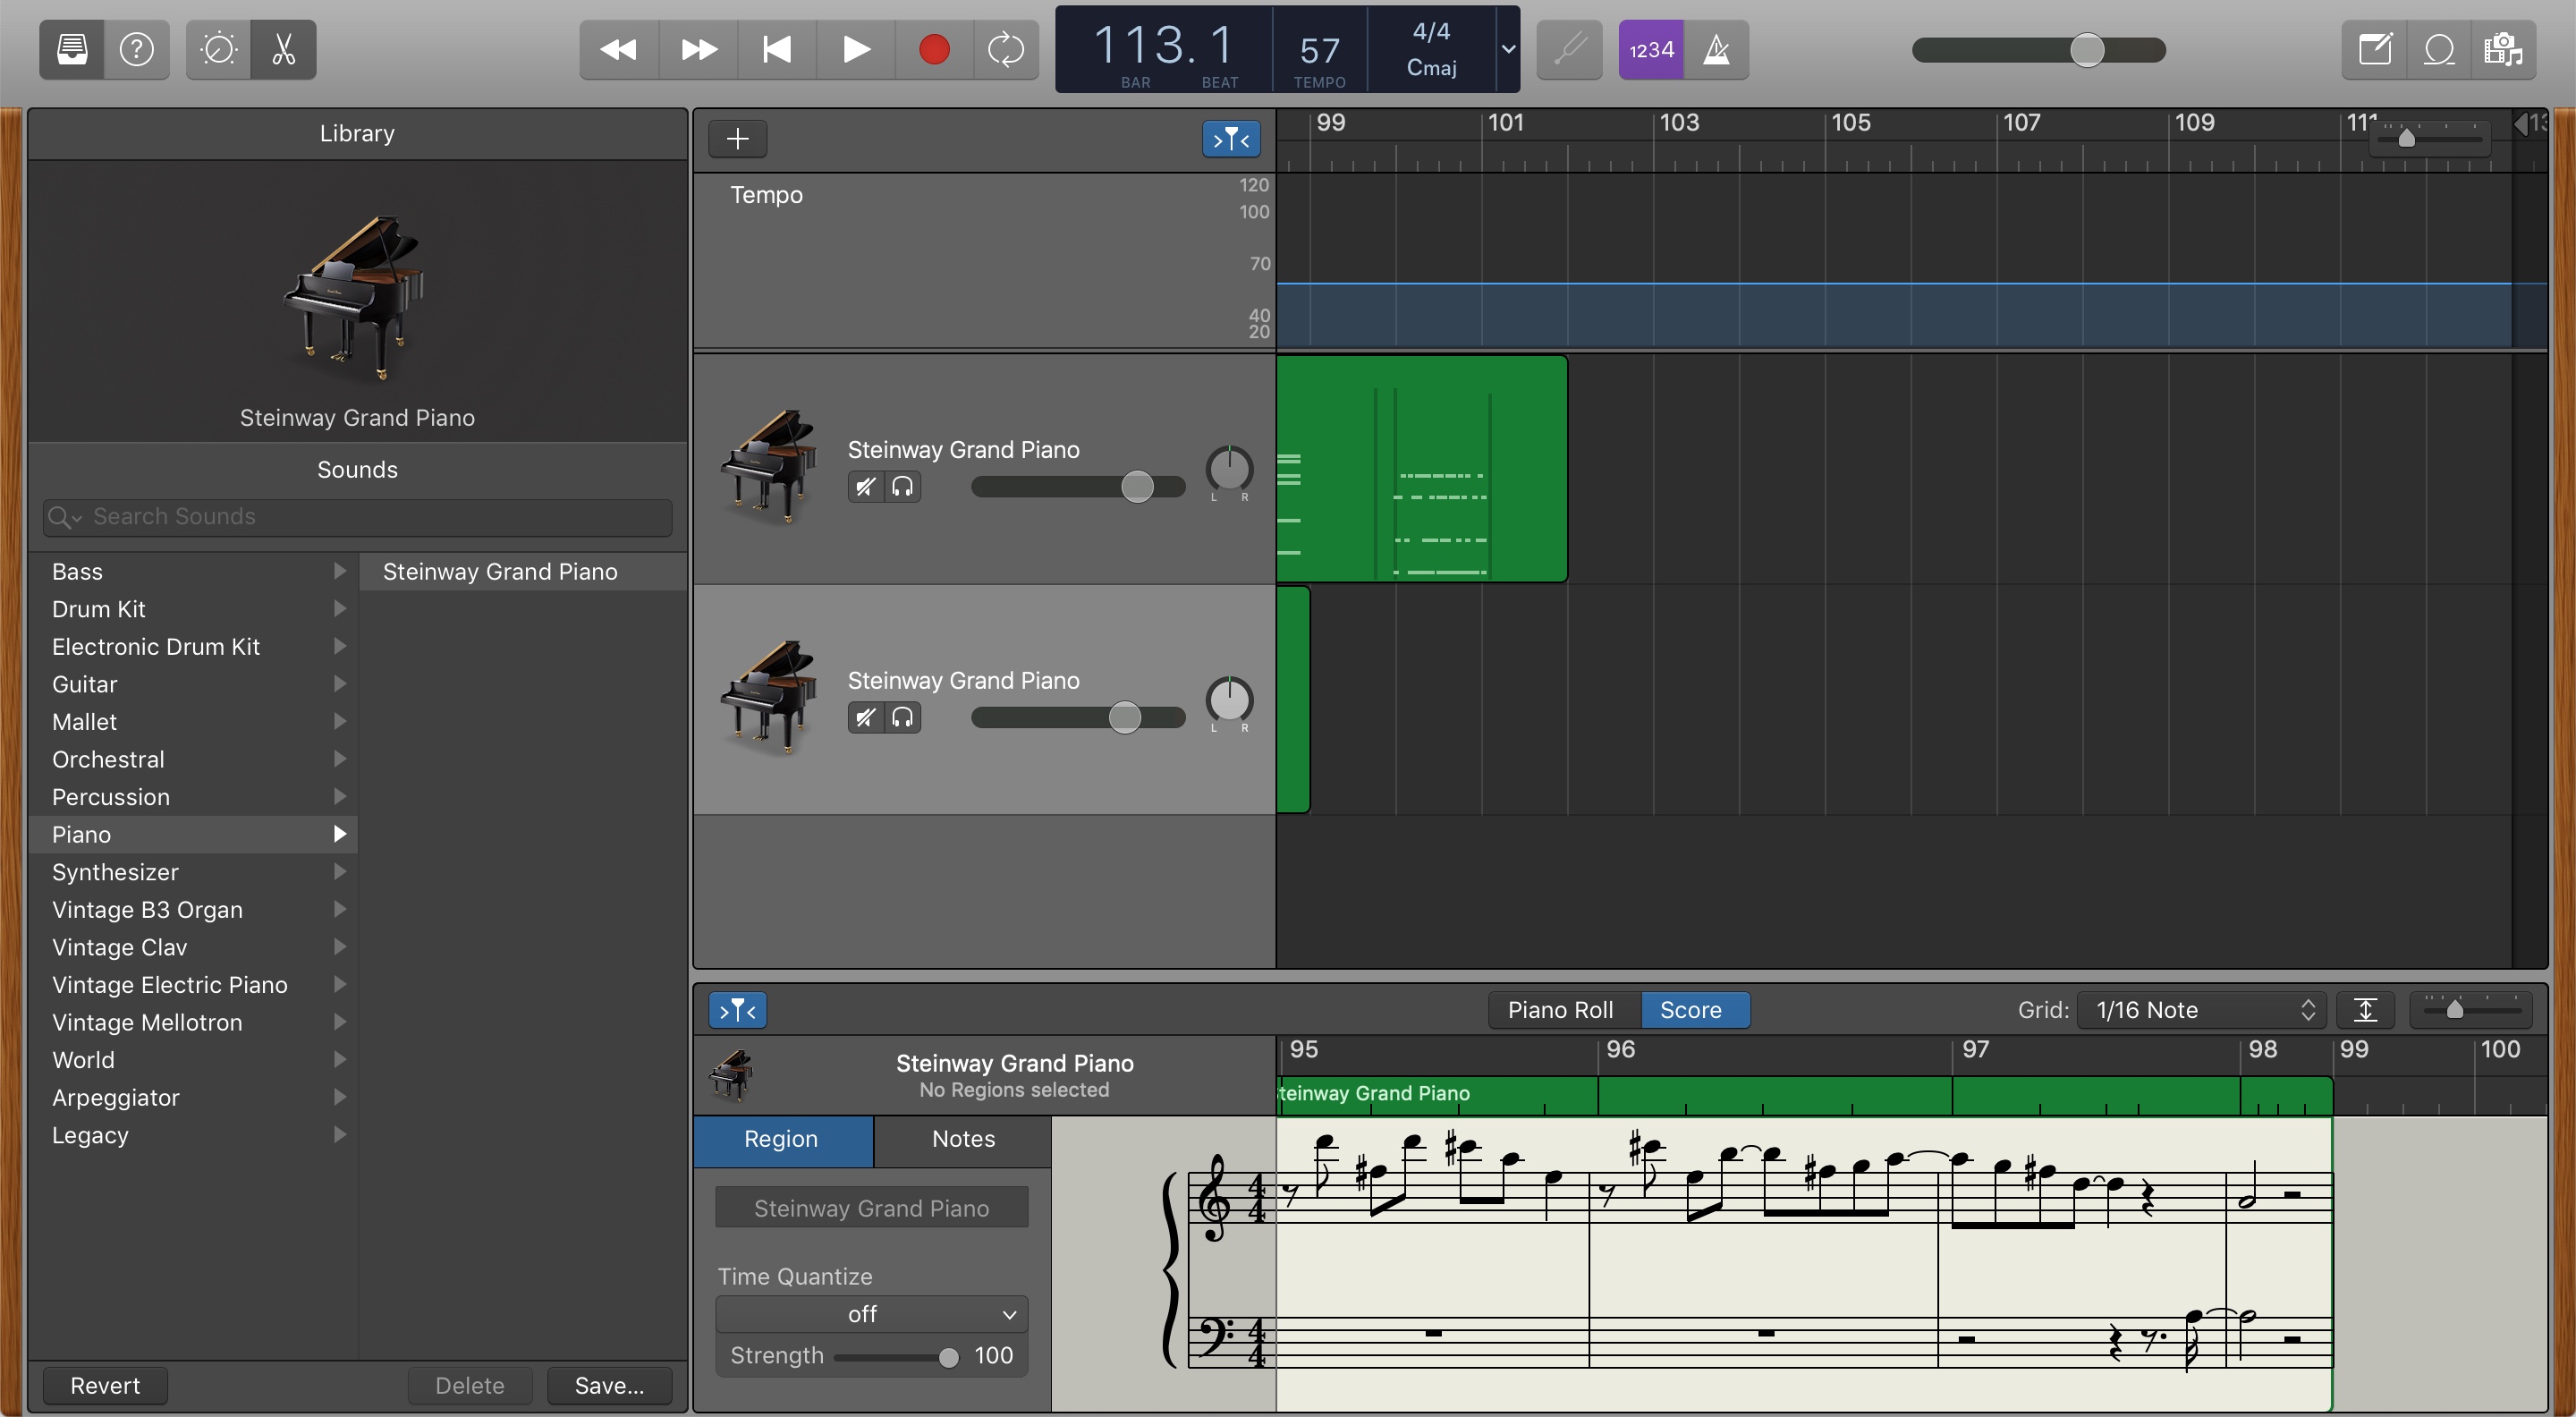 113. 1
BAR BEAT
57
TEMPO
4/4
Cmaj
1234
Library
Steinway Grand Piano
Sounds
Search Sounds
Bass
Drum Kit
Electronic Drum Kit
Guitar
Mallet
Orchestral
Percussion
Piano
Synthesizer
Vintage B3 Organ
Vintage Clav
Vintage Electric Piano
Vintage Mellotron
World
Arpeggiator
Legacy
Steinway Grand Piano
Revert
Delete
Save...
99 101 103 105 107 109 111
Tempo
120
100
70
40
20
Steinway Grand Piano
L R
Steinway Grand Piano
L R
Piano Roll
Score
Grid: 1/16 Note
Steinway Grand Piano
No Regions selected
95 96 97 98 99 100
teinway Grand Piano
Region
Notes
Steinway Grand Piano
Time Quantize
off
Strength 100
4
4
4
4